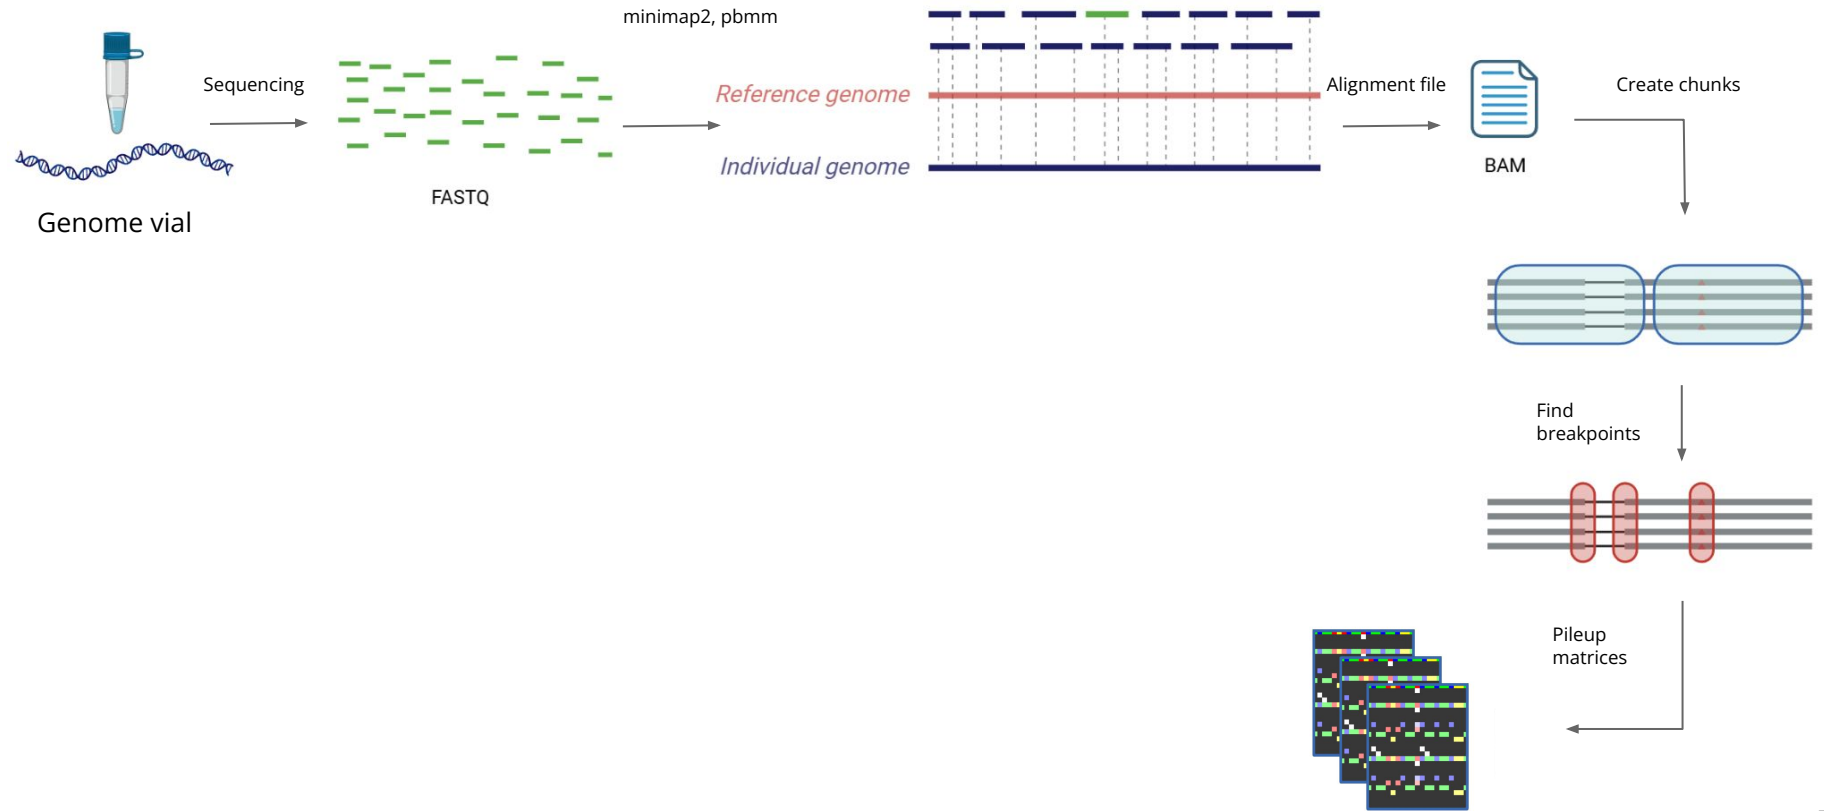 minimap2, pbmm
Sequencing
Reference genome
Alignment file
Create chunks
Individual genome
BAM
FASTQ
Genome vial
Find
breakpoints
Pileup
matrices